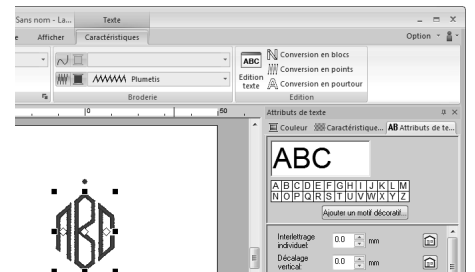 Sans nom - La... Texte
Afficher Caractéristiques Option
ABC
Edition texte
Conversion en blocs
Conversion en points
Conversion en pourtour
Plumetis
Broderie Edition
0 50
Attributs de texte
Couleur Caractéristique... AB Attributs de te...
ABC
A B C D E F G H I J K L M
N O P Q R S T U V W X Y Z
Ajouter un motif décoratif...
Interlettrage individuel: 0.0 mm
Décalage vertical: 0.0 mm
ABC